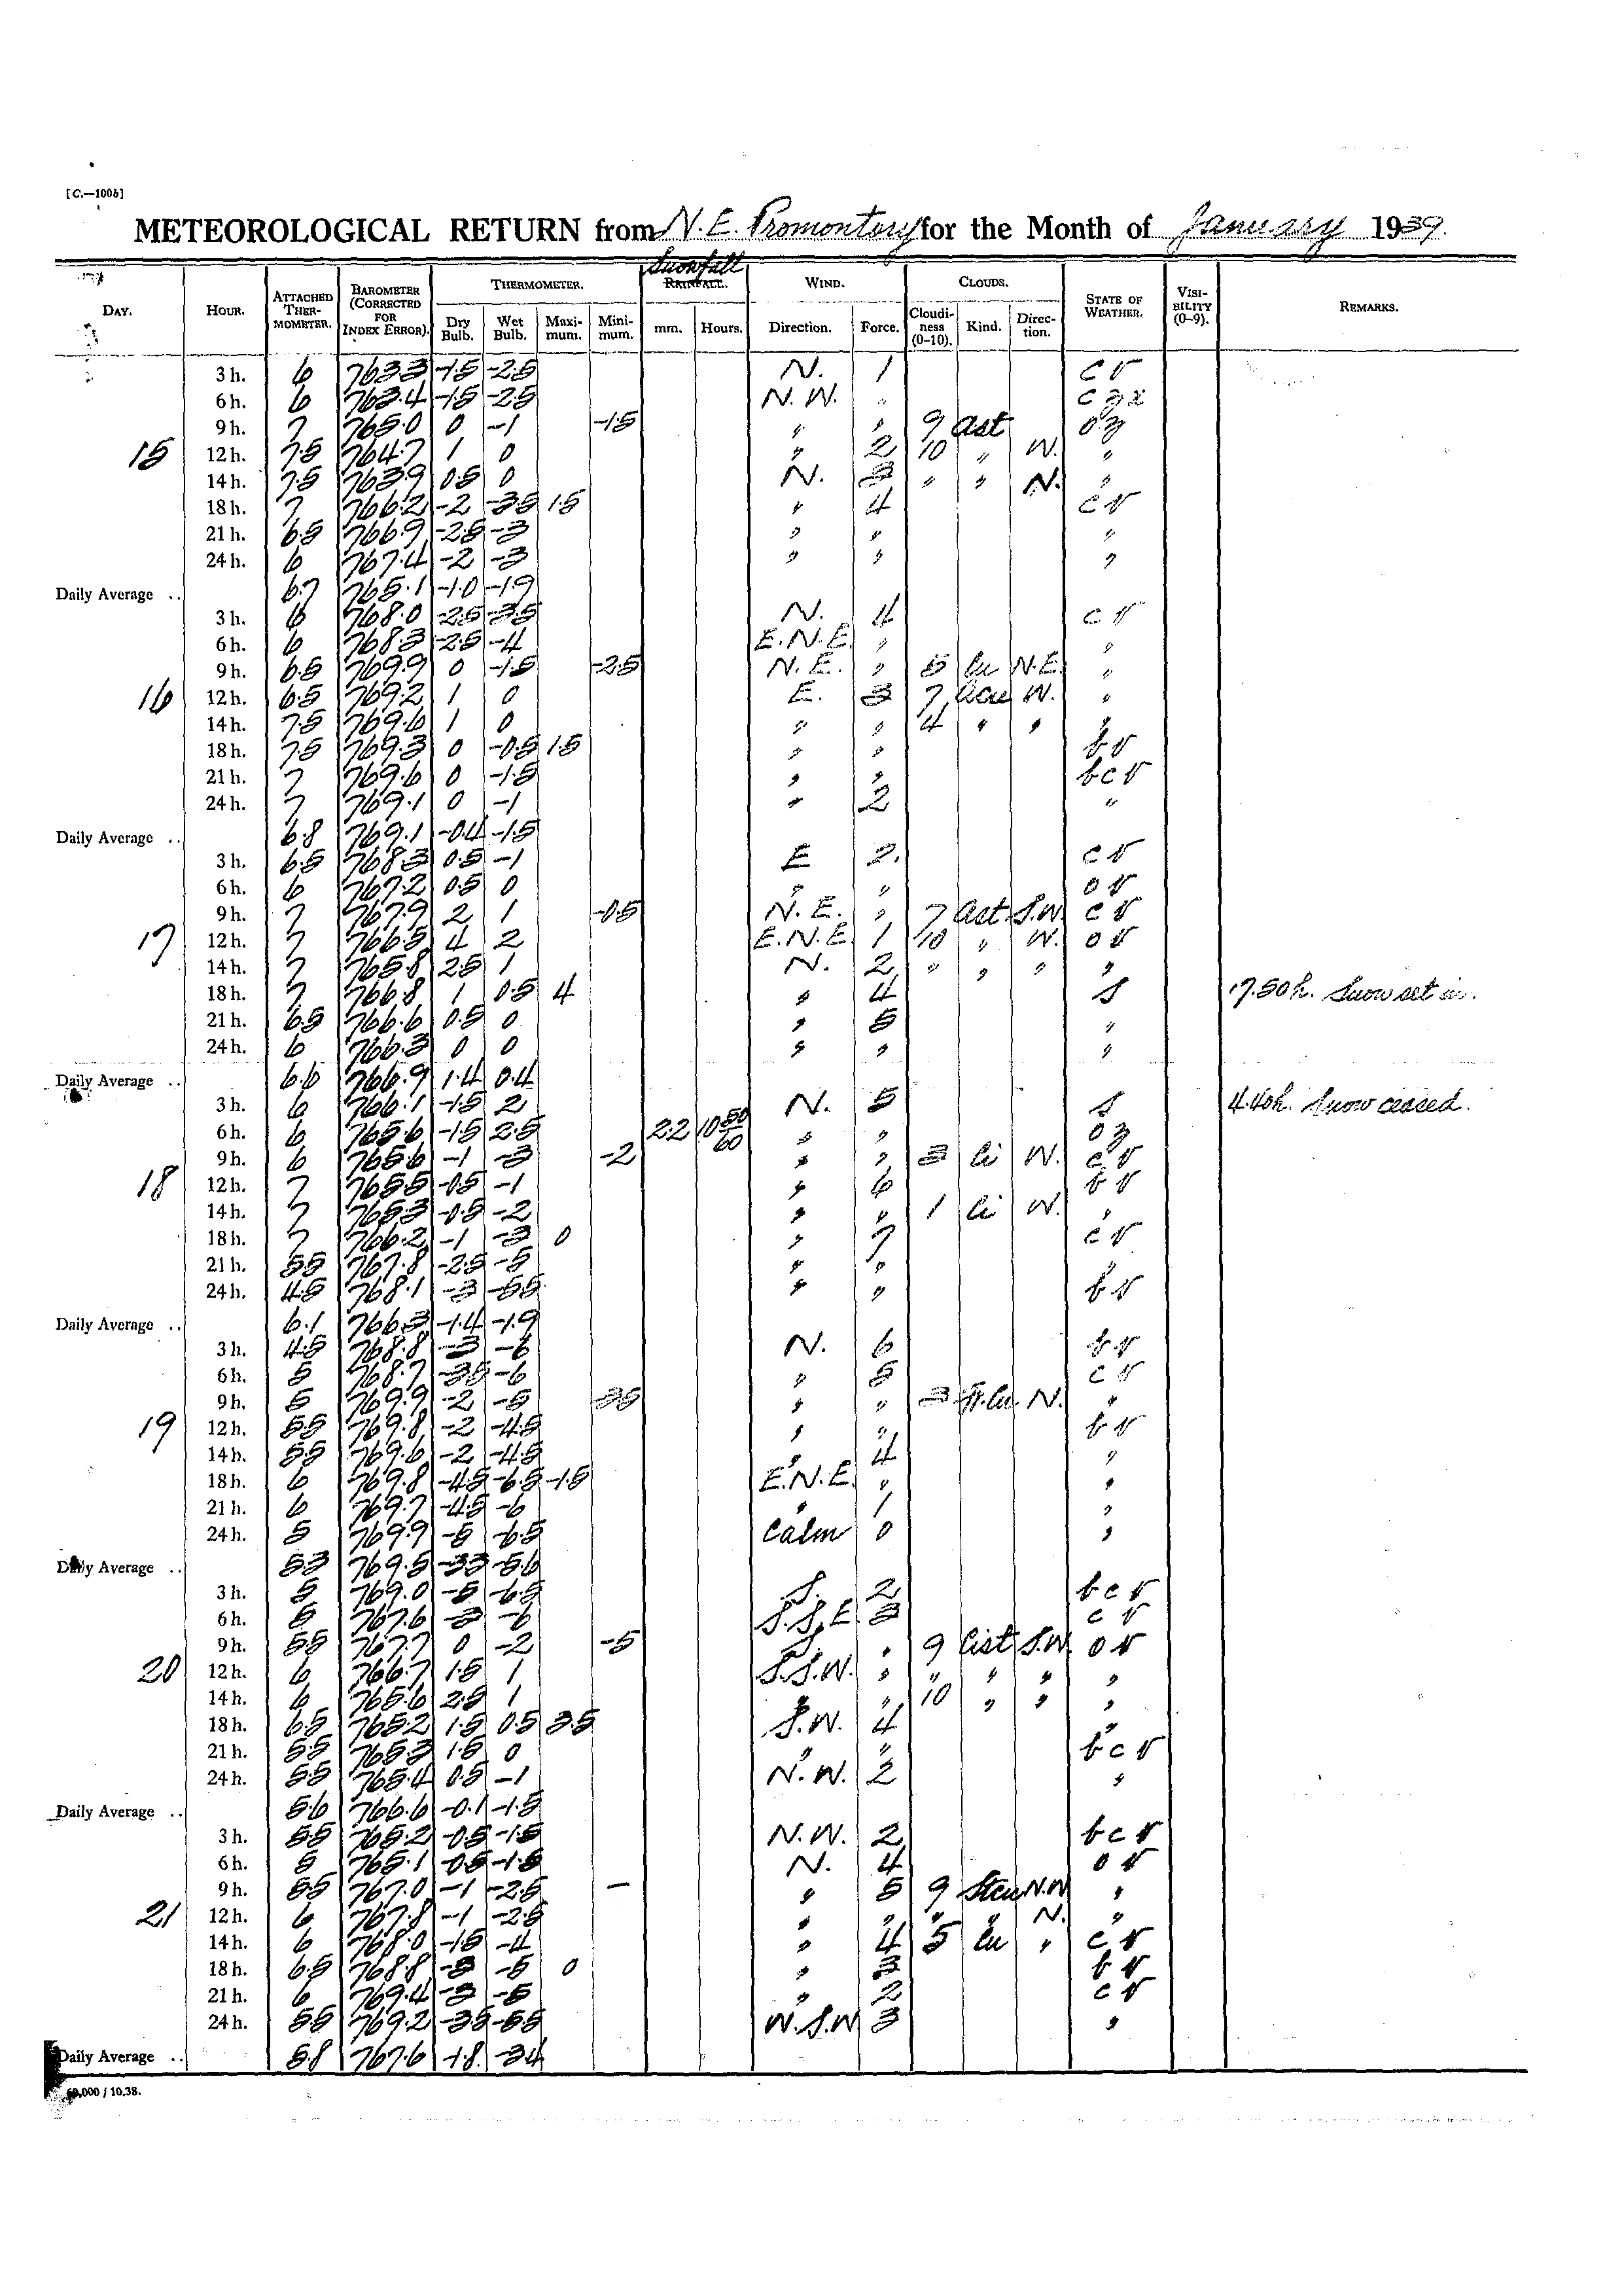 [C.—100b]
METEOROLOGICAL RETURN from N. E. Promontory for the Month of January 1939.
DAY. HOUR. ATTACHED THERMOMETER. BAROMETER (CORRECTED FOR INDEX ERROR). THERMOMETER. Snowfall RAINFALL. WIND. CLOUDS. STATE OF WEATHER. VISIBILITY (0–9). REMARKS.
Dry Bulb. Wet Bulb. Maximum. Minimum. mm. Hours. Direction. Force. Cloudiness (0–10). Kind. Direction.
3 h. 6 763.3 -1.5 -2.5 N. 1 c v
6 h. 6 763.4 -1.5 -2.5 N. W. " c z x
9 h. 7 765.0 0 -1 -1.5 " " 9 Ast o z
15 12 h. 7.5 764.7 1 0 " 2 10 " W. "
14 h. 7.5 763.9 0.5 0 N. 3 " " N. "
18 h. 7 766.2 -2 -3.5 1.5 " 4 c v
21 h. 6.5 766.9 -2.5 -3 " " "
24 h. 6 767.4 -2 -3 " " "
Daily Average .. 6.7 765.1 -1.0 -1.9
3 h. 6 768.0 -2.5 -3.5 N. 4 c v
6 h. 6 768.3 -2.5 -4 E. N. E. " "
9 h. 6.5 769.9 0 -1.5 -2.5 N. E. " 5 Cu N.E. "
16 12 h. 6.5 769.2 1 0 E. 3 7 Acu W. "
14 h. 7.5 769.6 1 0 " " 4 " " "
18 h. 7.5 769.3 0 -0.5 1.5 " " b v
21 h. 7 769.6 0 -1.5 " " b c v
24 h. 7 769.1 0 -1 " 2 "
Daily Average .. 6.8 769.1 -0.4 -1.5
3 h. 6.5 768.3 0.5 -1 E 2. c v
6 h. 6 767.2 0.5 0 " " o v
9 h. 7 767.9 2 1 -0.5 N. E. " 7 Ast S.W. c v
17 12 h. 7 766.5 4 2 E.N.E. 1 10 " W. o v
14 h. 7 765.8 2.5 1 N. 2 " " " "
18 h. 7 766.8 1 0.5 4 " 4 s 17.50 h. Snow set in.
21 h. 6.5 766.6 0.5 0 " 5 "
24 h. 6 766.3 0 0 " " "
Daily Average .. 6.6 766.9 1.4 0.4
3 h. 6 766.1 -1.5 2 N. 5 s 4.40h. Snow ceased.
6 h. 6 765.6 -1.5 2.5 22 10 50/60 " " o z
9 h. 6 765.6 -1 -3 -2 " " 3 Ci W. c v
18 12 h. 7 765.5 -0.5 -1 " 6 b v
14 h. 7 765.3 -0.5 -2 " " 1 Ci W. "
18 h. 7 766.2 -1 -3 0 " 7 c v
21 h. 5.5 767.8 -2.5 -5 " " "
24 h. 4.5 768.1 -3 -5.5 " " b v
Daily Average .. 6.1 766.3 -1.4 -1.9
3 h. 4.5 768.8 -3 -6 N. 6 b v
6 h. 5 768.7 -3.5 -6 " 5 c v
9 h. 5 769.9 -2 -5 -3.5 " " 3 Fr.Cu. N. "
19 12 h. 5.5 769.8 -2 -4.5 " " b v
14 h. 5.5 769.6 -2 -4.5 " 4 "
18 h. 6 769.8 -4.5 -6.5 -1.5 E.N.E. " "
21 h. 6 769.7 -4.5 -6 " 1 "
24 h. 5 769.9 -5 -6.5 Calm 0 "
Daily Average .. 5.3 769.5 -3.3 -5.6
3 h. 5 769.0 -5 -6.5 S. 2 b c v
6 h. 5 767.6 -3 -6 S.S.E 3 c v
9 h. 5.5 767.7 0 -2 -5 S. " 9 Cist S.W o v
20 12 h. 6 766.7 1.5 1 S.S.W. " " " " "
14 h. 6 765.6 2.5 1 " " 10 " " "
18 h. 6.5 765.2 1.5 0.5 3.5 S.W. 4 "
21 h. 5.5 765.3 1.5 0 " " b c v
24 h. 5.5 765.4 0.5 -1 N. W. 2 "
Daily Average .. 5.6 766.6 -0.1 -1.5
3 h. 5.5 765.2 -0.5 -1.5 N. W. 2 b c v
6 h. 5 765.1 -0.5 -1.5 N. 4 o v
9 h. 5.5 767.0 -1 -2.5 — " 5 9 Stcu N.W "
21 12 h. 6 767.8 -1 -2.5 " " " " N. "
14 h. 6 768.0 -1.5 -4 " 4 5 Cu " c v
18 h. 6.5 768.8 -3 -5 0 " 3 b v
21 h. 6 769.4 -3 -5 " 2 c v
24 h. 5.5 769.2 -3.5 -5.5 W.S.W 3 "
Daily Average .. 5.8 767.6 -1.8 -3.4
60,000 / 10.38.